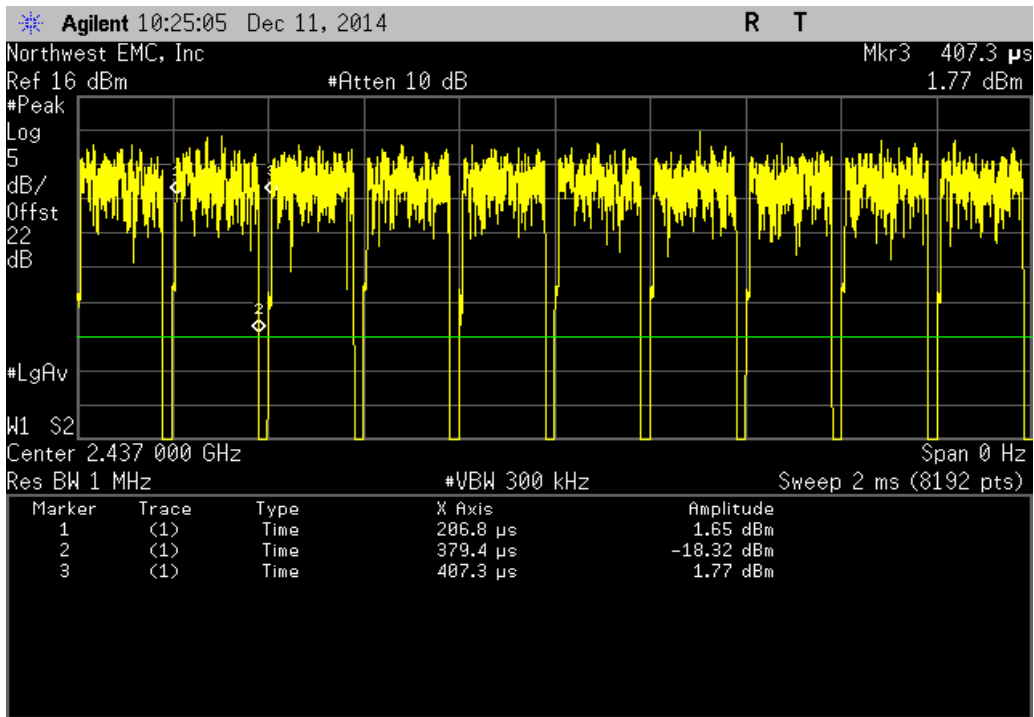 Agilent 10:25:05 Dec 11, 2014 R T
Northwest EMC, Inc Mkr3 407.3 µs
Ref 16 dBm #Atten 10 dB 1.77 dBm
#Peak
Log
5
dB/
Offst
22
dB
1
3
2
#LgAv
W1 S2
Center 2.437 000 GHz Span 0 Hz
Res BW 1 MHz #VBW 300 kHz Sweep 2 ms (8192 pts)
Marker Trace Type X Axis Amplitude
1 (1) Time 206.8 µs 1.65 dBm
2 (1) Time 379.4 µs -18.32 dBm
3 (1) Time 407.3 µs 1.77 dBm